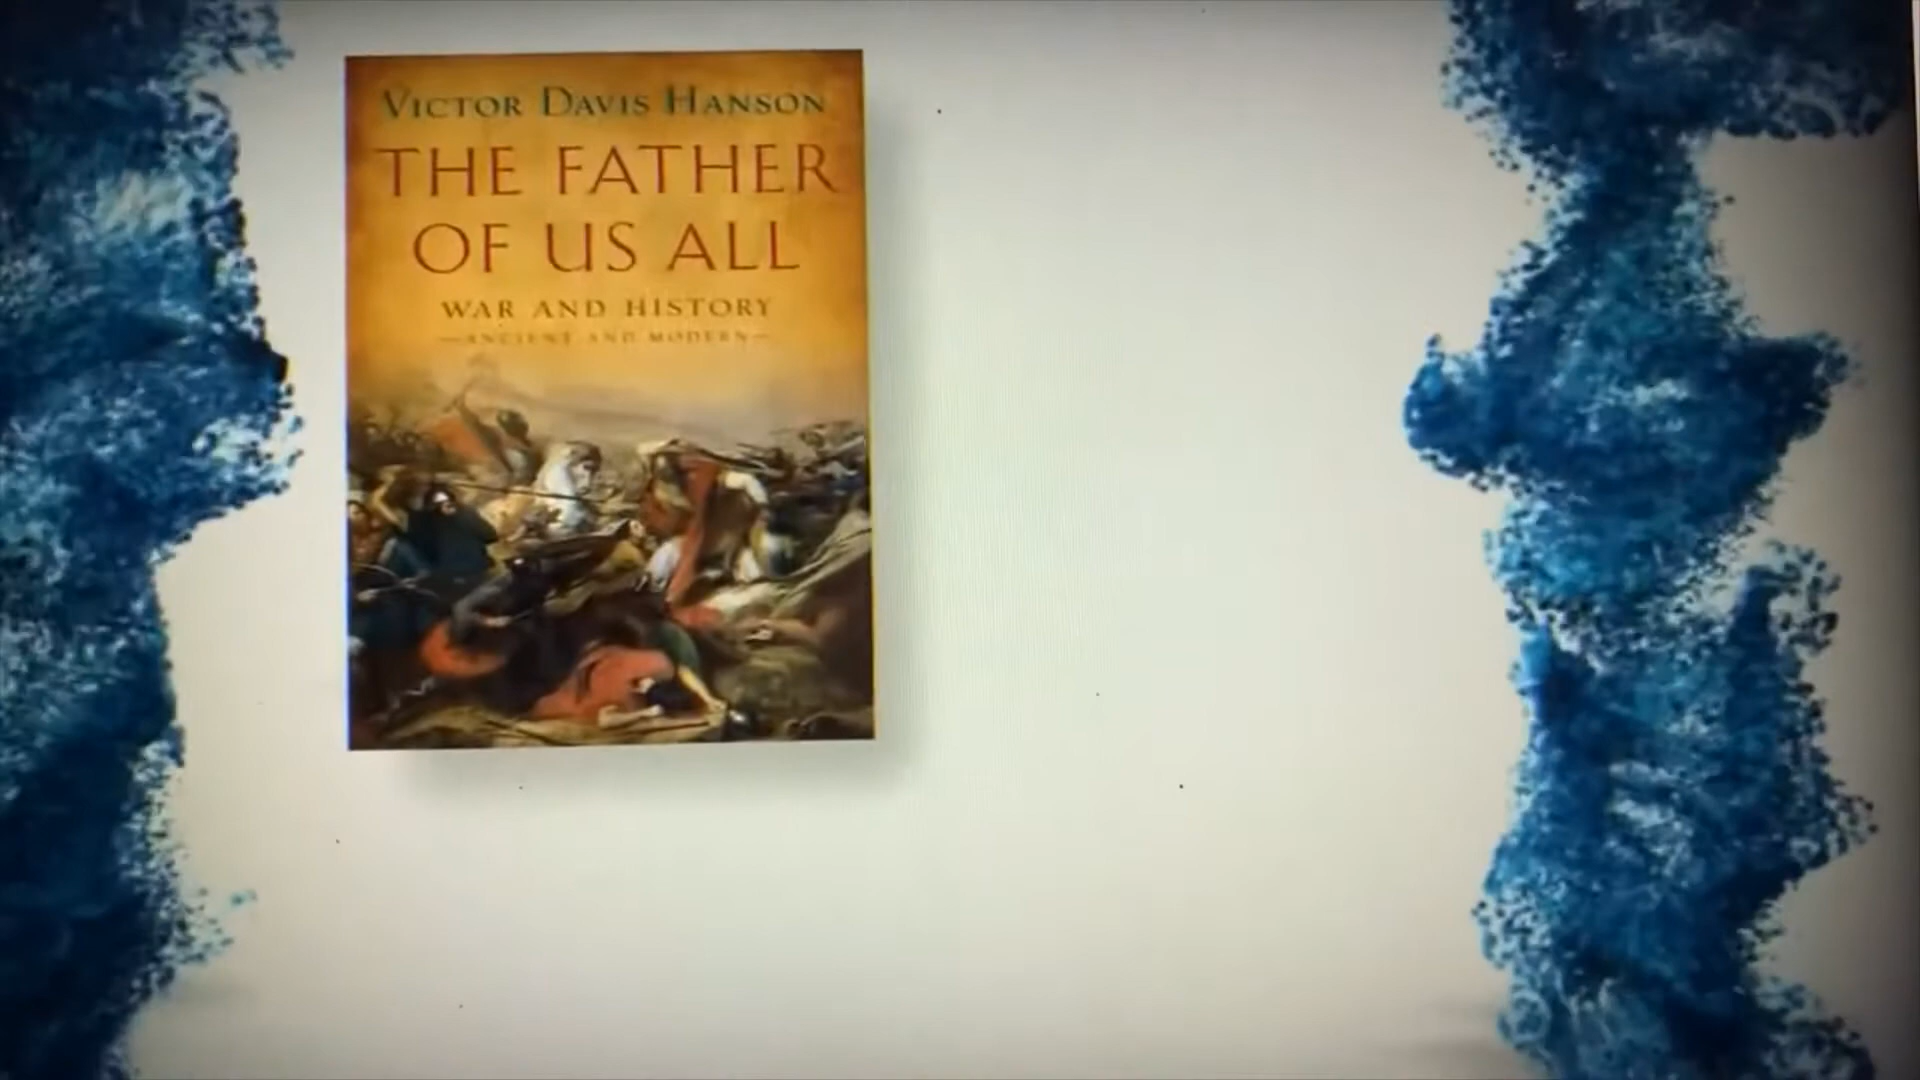 VICTOR DAVIS HANSON
THE FATHER
OF US ALL
WAR AND HISTORY
—ANCIENT AND MODERN—